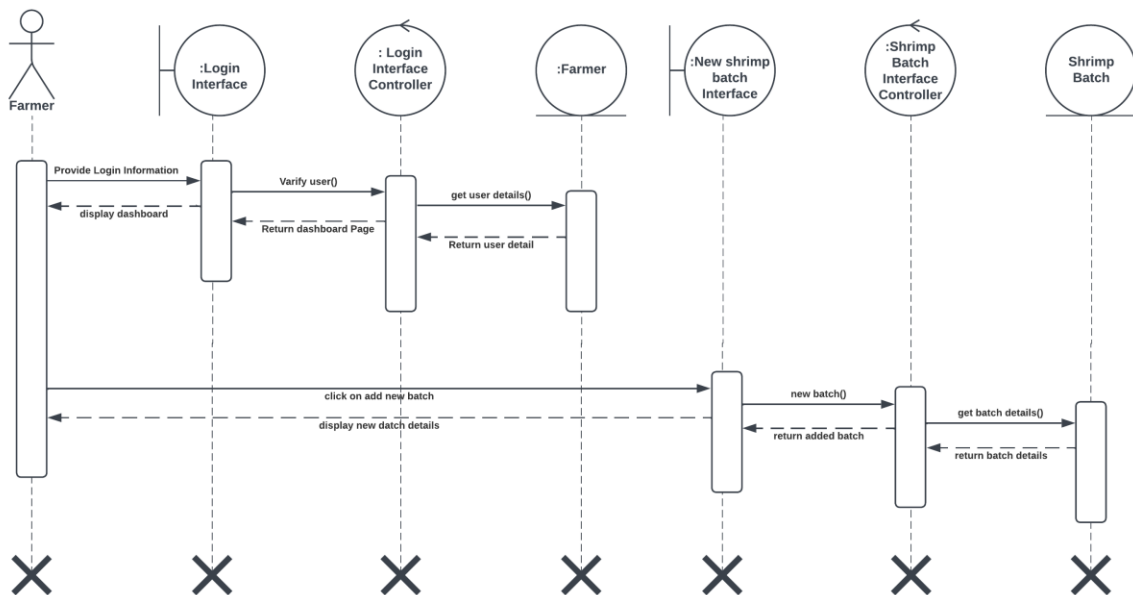 Farmer
:Login
Interface
: Login
Interface
Controller
:Farmer
:New shrimp
batch
Interface
:Shrimp
Batch
Interface
Controller
Shrimp
Batch
Provide Login Information
display dashboard
Varify user()
Return dashboard Page
get user details()
Return user detail
click on add new batch
display new datch details
new batch()
return added batch
get batch details()
return batch details